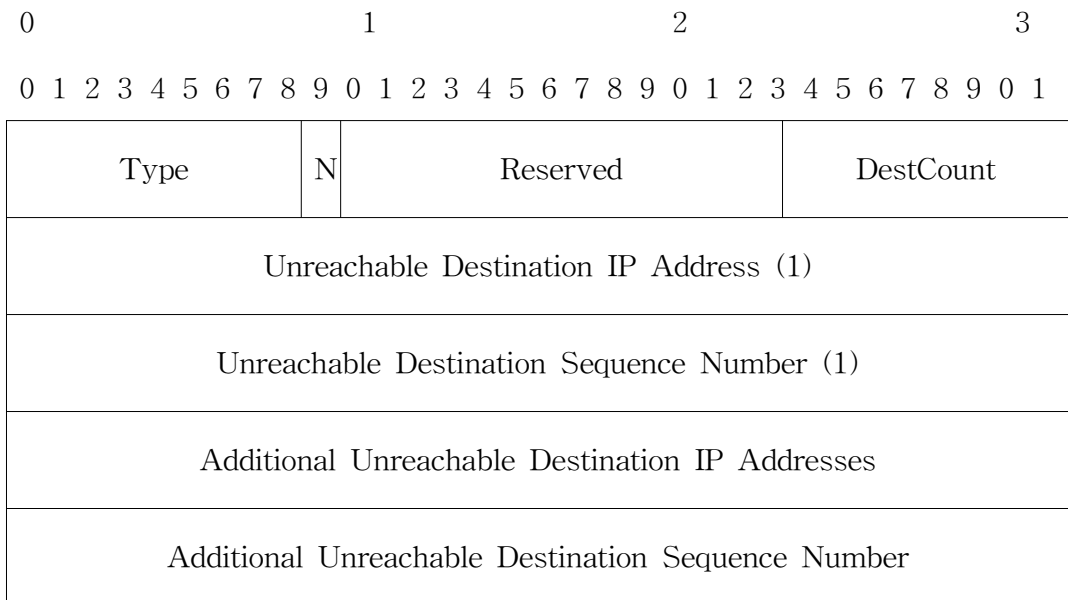 0 1 2 3
0 1 2 3 4 5 6 7 8 9 0 1 2 3 4 5 6 7 8 9 0 1 2 3 4 5 6 7 8 9 0 1
Type N Reserved DestCount
Unreachable Destination IP Address (1)
Unreachable Destination Sequence Number (1)
Additional Unreachable Destination IP Addresses
Additional Unreachable Destination Sequence Number